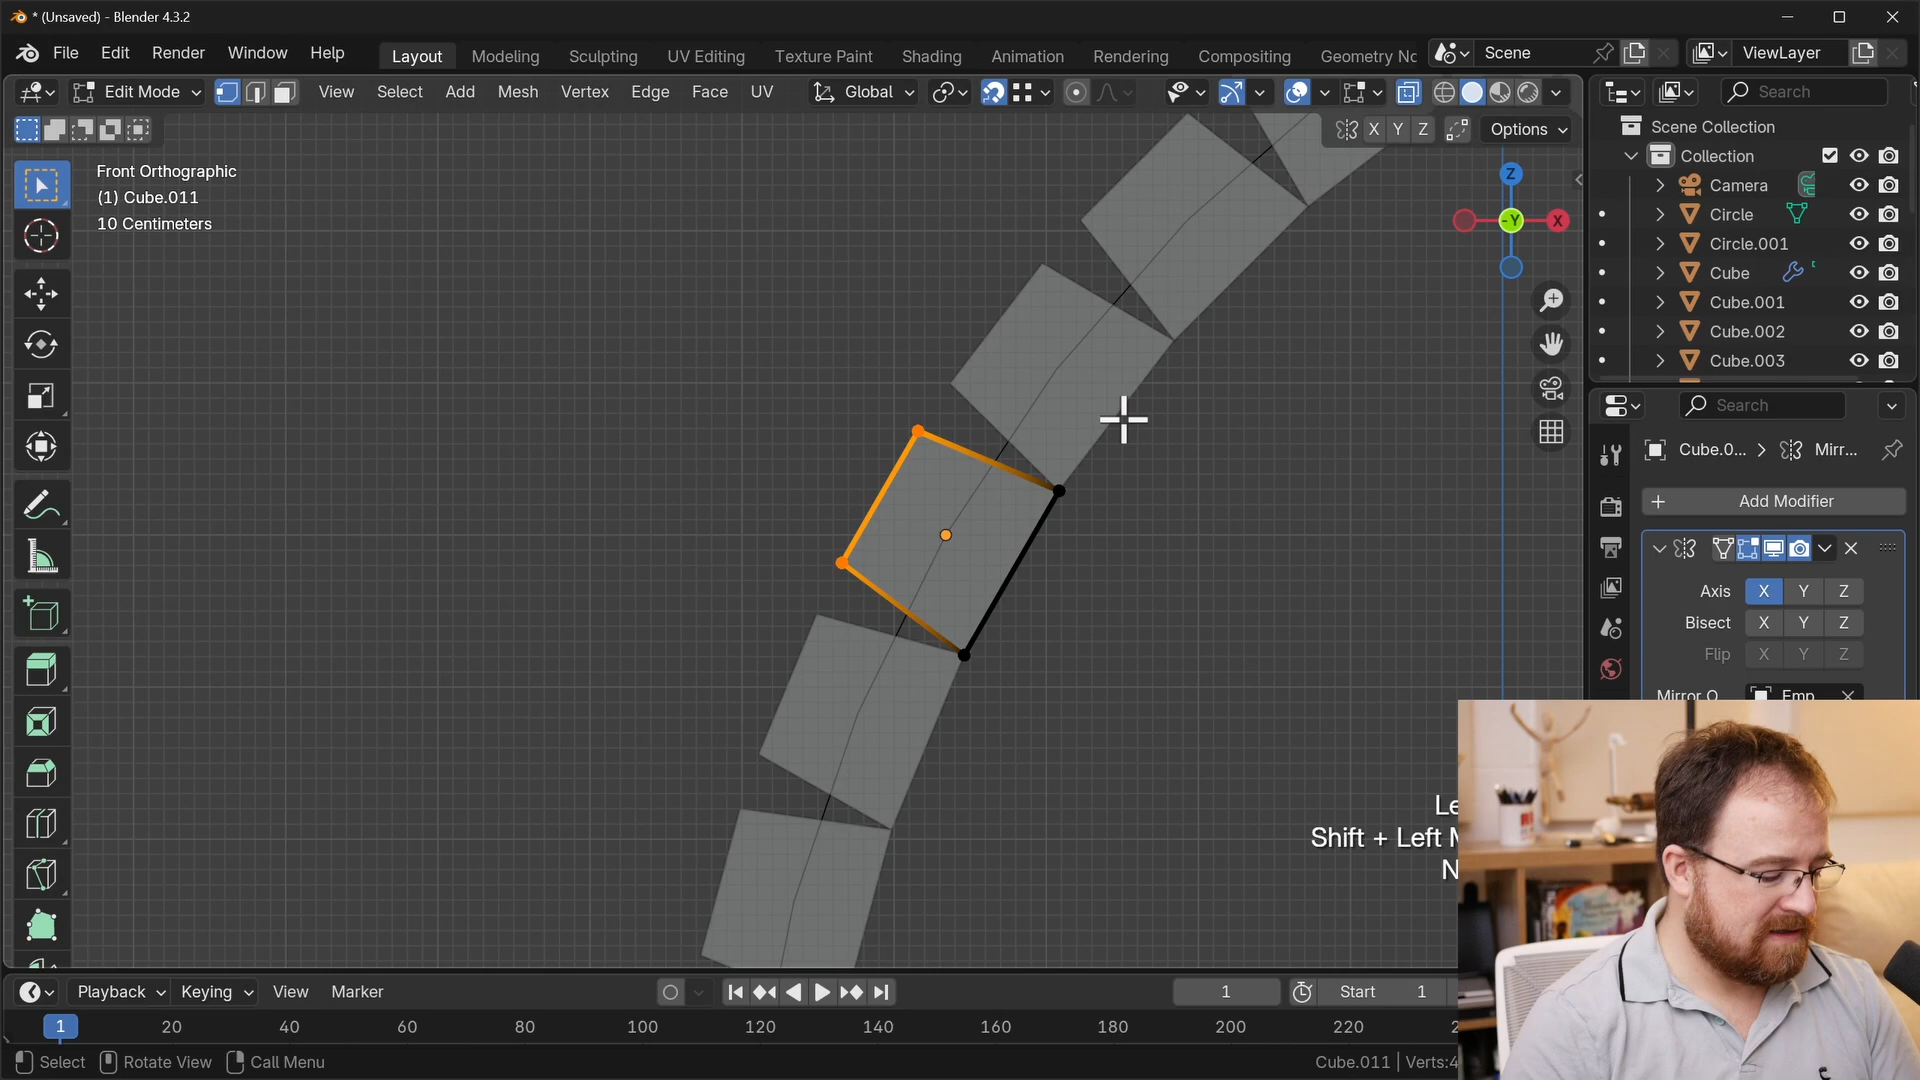 * (Unsaved) - Blender 4.3.2
File Edit Render Window Help
Layout Modeling Sculpting UV Editing Texture Paint Shading Animation Rendering Compositing Geometry Nc
Scene
ViewLayer
Edit Mode
View Select Add Mesh Vertex Edge Face UV
Global
Search
X Y Z
Options
Scene Collection
Collection
Camera
Circle
Circle.001
Cube
Cube.001
Cube.002
Cube.003
Front Orthographic
(1) Cube.011
10 Centimeters
Z
-Y
X
Search
Cube.0... > Mirr...
+ Add Modifier
Axis X Y Z
Bisect X Y Z
Flip X Y Z
Mirror O Emp
Le
Shift + Left M
N
Playback Keying View Marker
1
Start 1
1 20 40 60 80 100 120 140 160 180 200 220 2
Select Rotate View Call Menu
Cube.011 | Verts:4